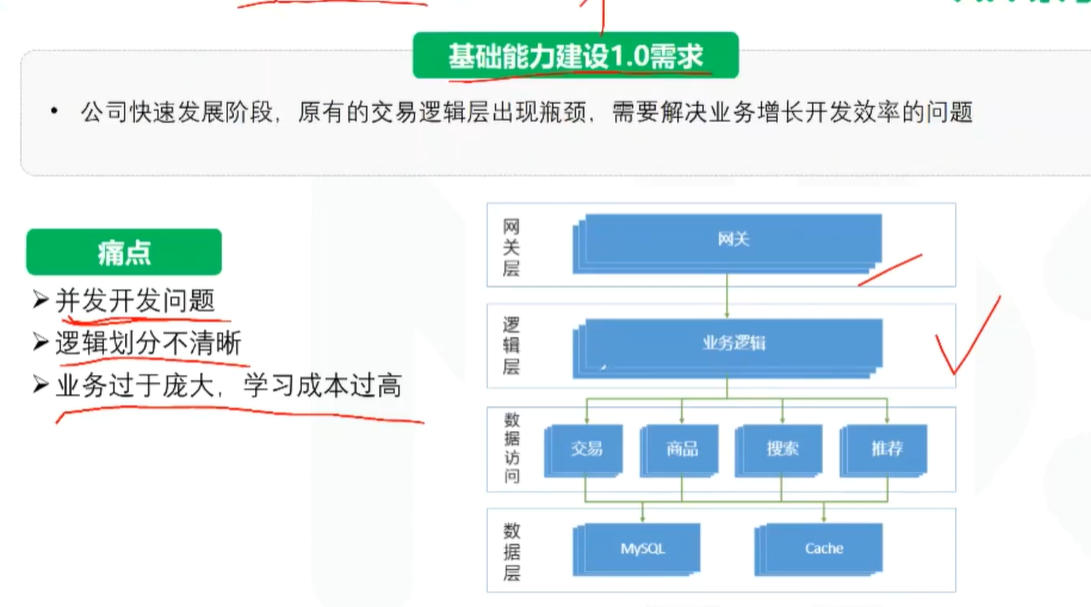 基础能力建设1.0需求
• 公司快速发展阶段，原有的交易逻辑层出现瓶颈，需要解决业务增长开发效率的问题
痛点
➢并发开发问题
➢逻辑划分不清晰
➢业务过于庞大，学习成本过高
网关层
网关
逻辑层
业务逻辑
数据访问
交易
商品
搜索
推荐
数据层
MySQL
Cache